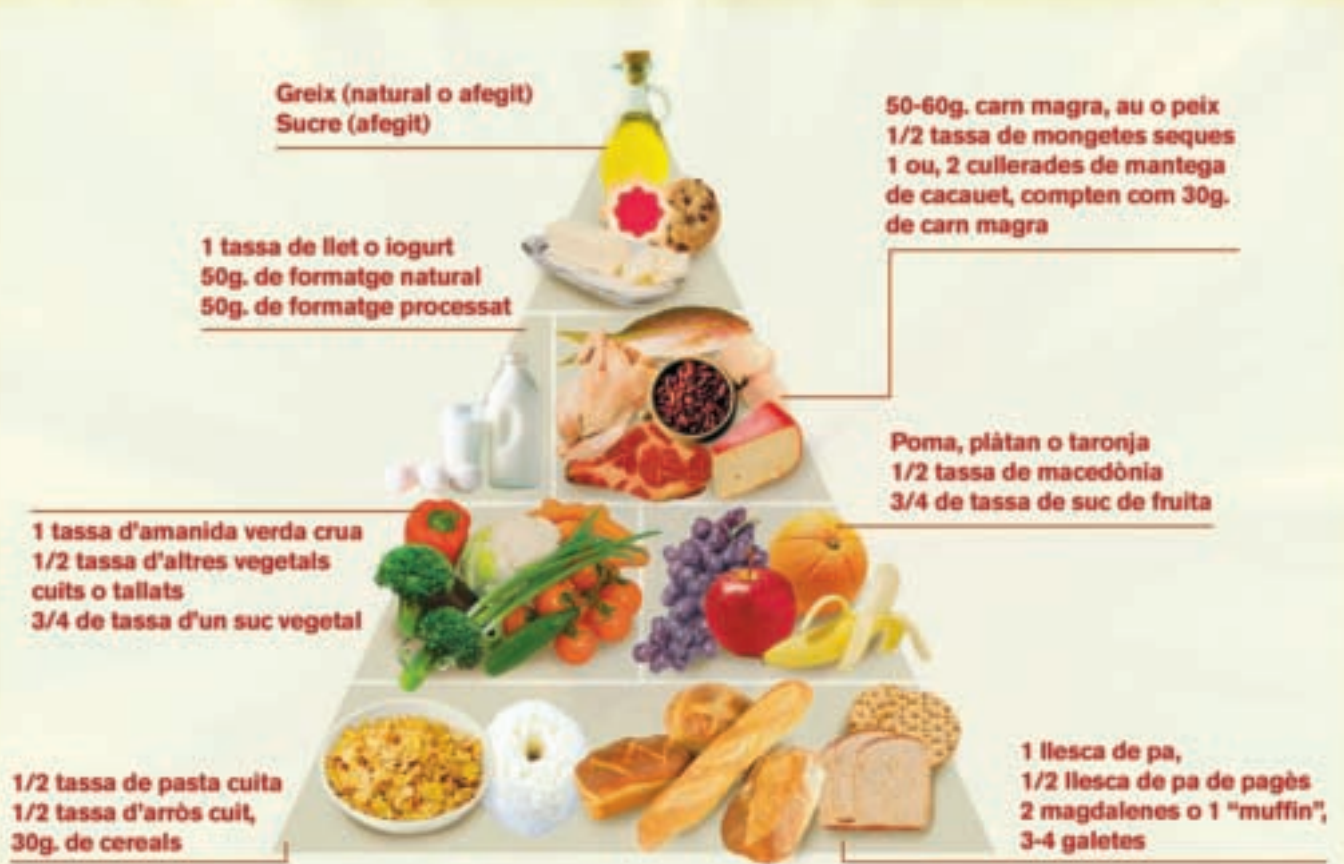 Greix (natural o afegit)
Sucre (afegit)
50-60g. carn magra, au o peix
1/2 tassa de mongetes seques
1 ou, 2 cullerades de mantega
de cacauet, compten com 30g.
de carn magra
1 tassa de llet o iogurt
50g. de formatge natural
50g. de formatge processat
Poma, plàtan o taronja
1/2 tassa de macedònia
3/4 de tassa de suc de fruita
1 tassa d'amanida verda crua
1/2 tassa d'altres vegetals
cuits o tallats
3/4 de tassa d'un suc vegetal
1/2 tassa de pasta cuita
1/2 tassa d'arròs cuit,
30g. de cereals
1 llesca de pa,
1/2 llesca de pa de pagès
2 magdalenes o 1 "muffin",
3-4 galetes